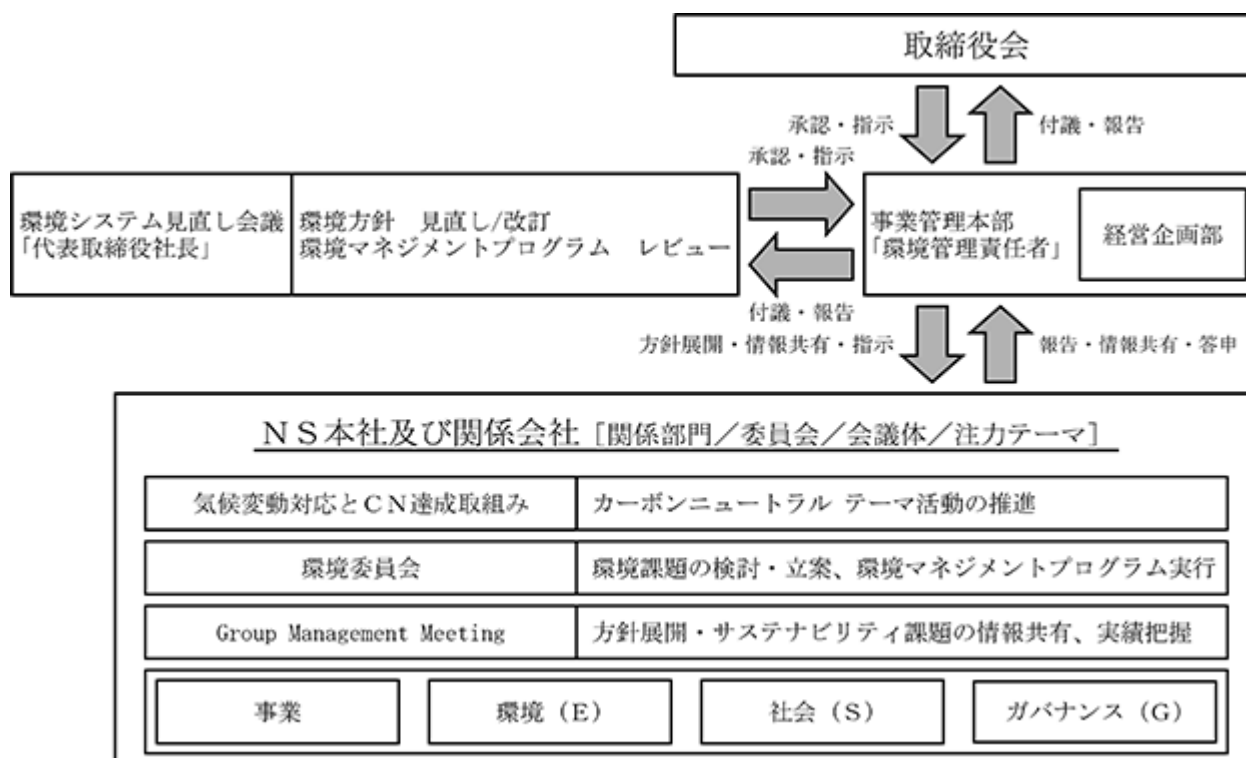 取締役会
承認・指示
付議・報告
承認・指示
環境システム見直し会議
「代表取締役社長」
環境方針　見直し/改訂
環境マネジメントプログラム　レビュー
事業管理本部
「環境管理責任者」
経営企画部
付議・報告
方針展開・情報共有・指示
報告・情報共有・答申
ＮＳ本社及び関係会社［関係部門／委員会／会議体／注力テーマ］
気候変動対応とＣＮ達成取組み
カーボンニュートラル テーマ活動の推進
環境委員会
環境課題の検討・立案、環境マネジメントプログラム実行
Group Management Meeting
方針展開・サステナビリティ課題の情報共有、実績把握
事業
環境（Ｅ）
社会（Ｓ）
ガバナンス（Ｇ）